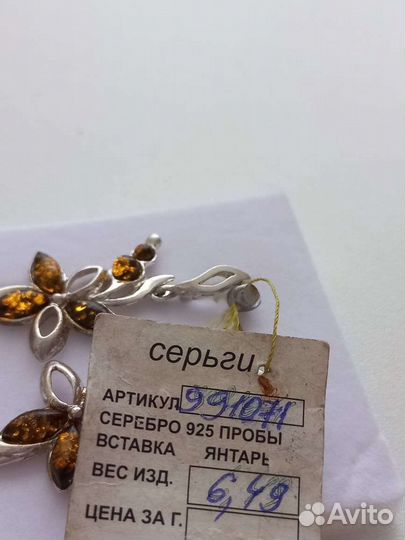 серьги
АРТИКУЛ 991071
СЕРЕБРО 925 ПРОБЫ
ВСТАВКА ЯНТАРЬ
ВЕС ИЗД. 6,49
ЦЕНА ЗА Г.
Avito